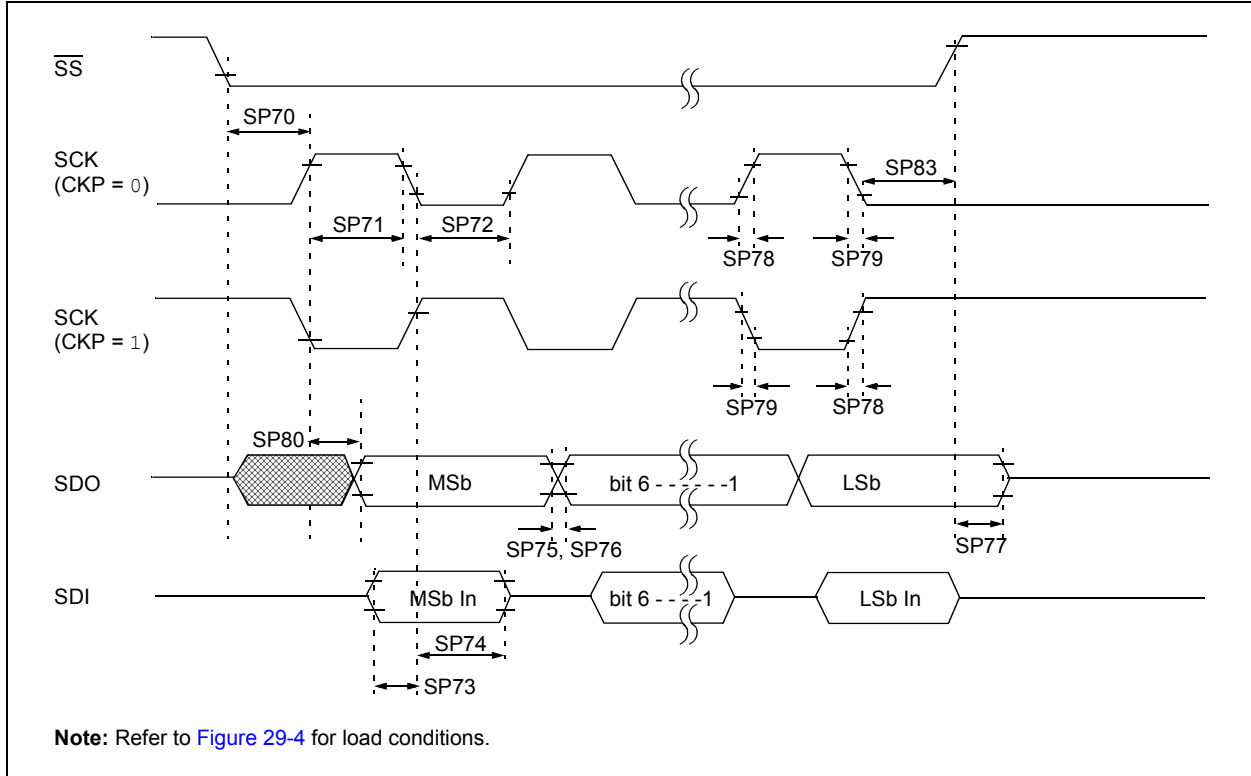 SS
SP70
SCK
(CKP = 0)
SP83
SP71
SP72
SP78
SP79
SCK
(CKP = 1)
SP79
SP78
SP80
SDO
MSb
bit 6 - - - - - -1
LSb
SP75, SP76
SP77
SDI
MSb In
bit 6 - - - -1
LSb In
SP74
SP73
Note: Refer to Figure 29-4 for load conditions.